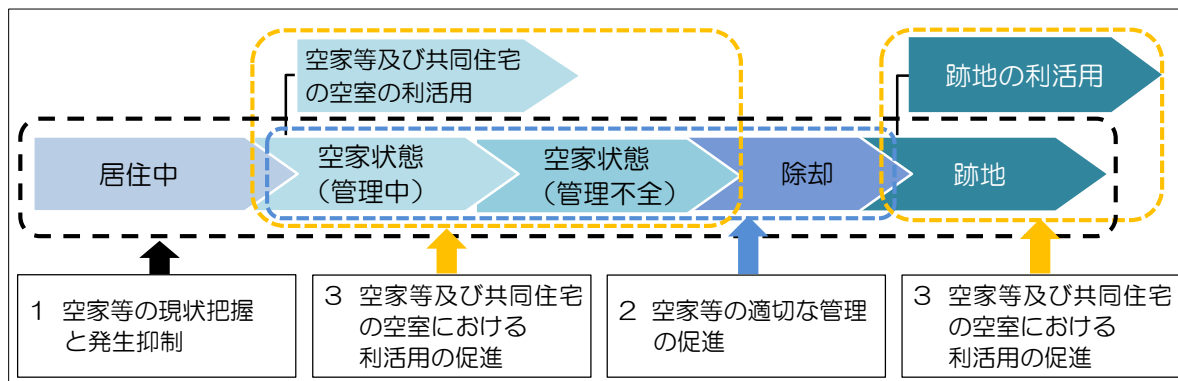 空家等及び共同住宅
の空室の利活用
跡地の利活用
居住中
空家状態
（管理中）
空家状態
（管理不全）
除却
跡地
1 空家等の現状把握
と発生抑制
3 空家等及び共同住宅
の空室における
利活用の促進
2 空家等の適切な管理
の促進
3 空家等及び共同住宅
の空室における
利活用の促進